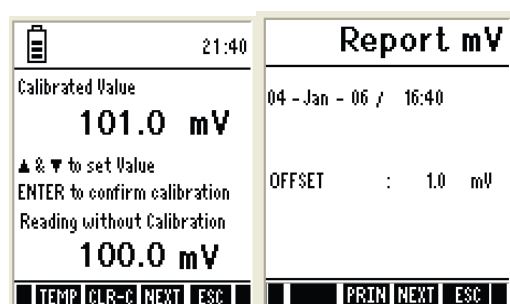 21:40
Calibrated Value
101.0 mV
▲ & ▼ to set Value
ENTER to confirm calibration
Reading without Calibration
100.0 mV
TEMP CLR-C NEXT ESC
Report mV
04 - Jan - 06 / 16:40
OFFSET : 1.0 mV
PRIN NEXT ESC